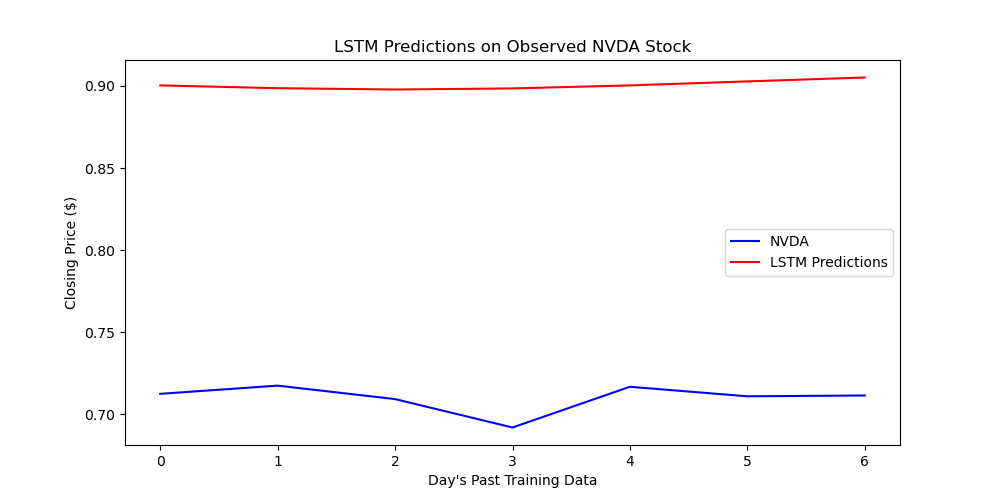 LSTM Predictions on Observed NVDA Stock
0.90
0.85
0.80
0.75
0.70
Closing Price ($)
NVDA
LSTM Predictions
0 1 2 3 4 5 6
Day's Past Training Data